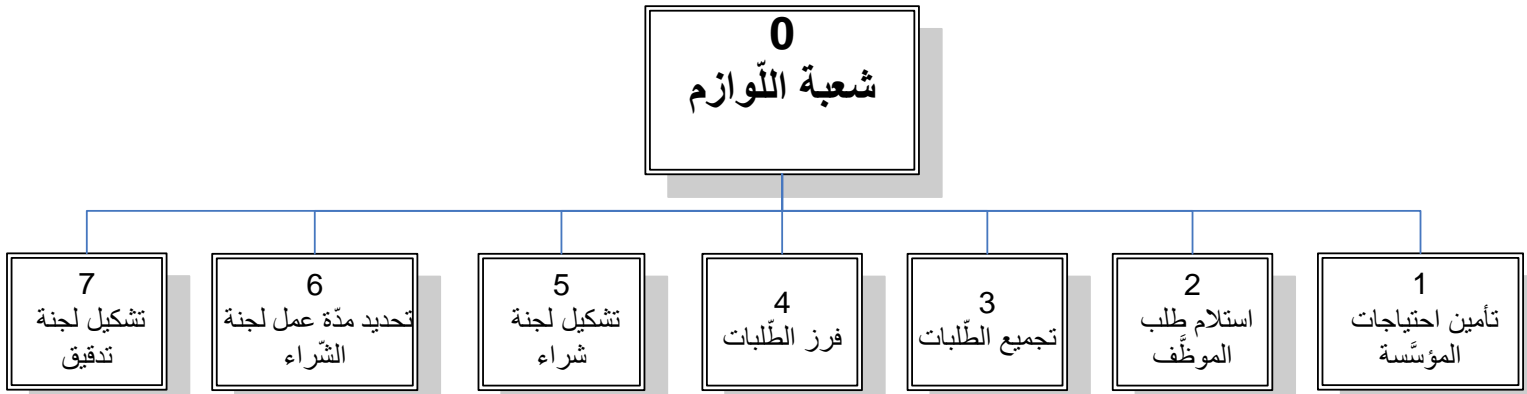 0
شعبة اللّوازم
1
تأمين احتياجات
المؤسَّسة
2
استلام طلب
الموظَّف
3
تجميع الطّلبات
4
فرز الطّلبات
5
تشكيل لجنة
شراء
6
تحديد مدّة عمل لجنة
الشّراء
7
تشكيل لجنة
تدقيق